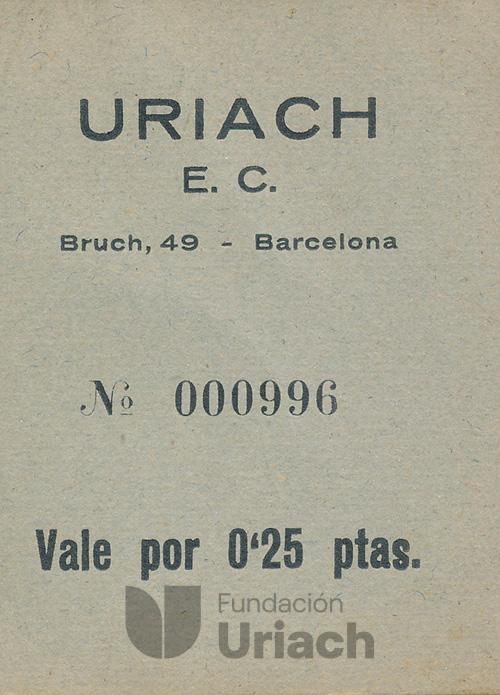 URIACH
E. C.
Bruch, 49 - Barcelona
Nº 000996
Vale por 0‘25 ptas.
Fundación
Uriach